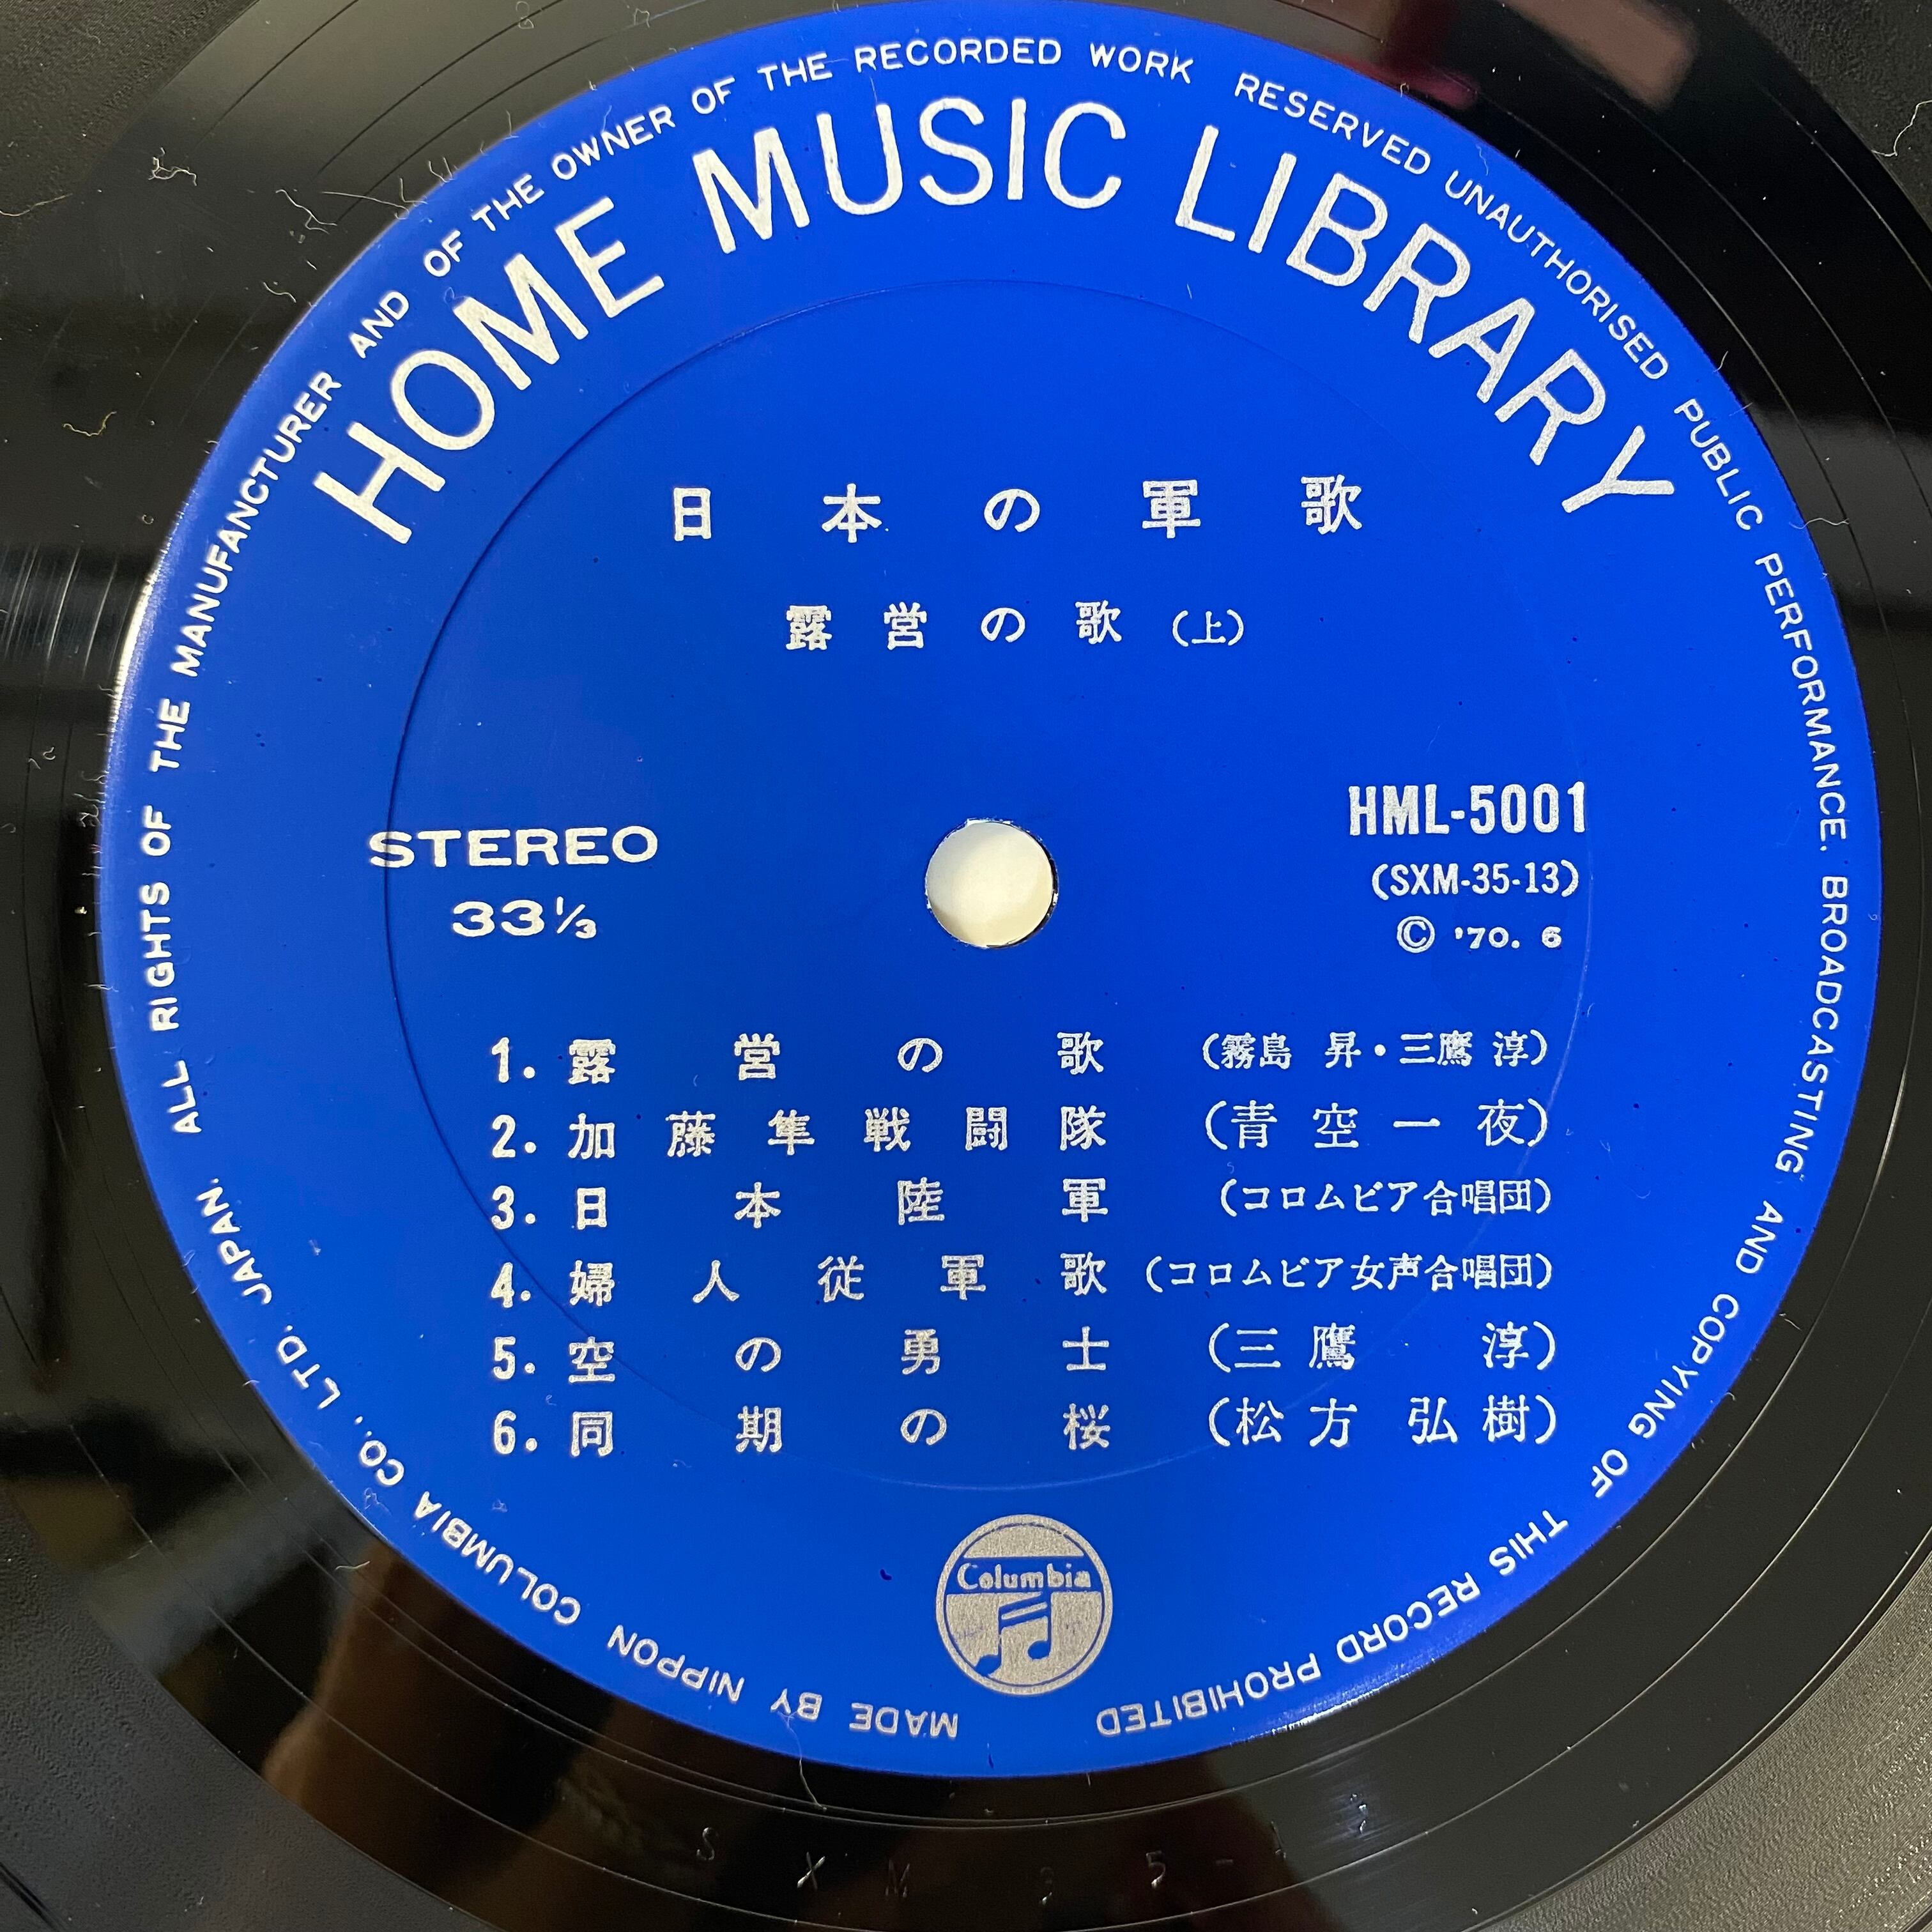 ALL RIGHTS OF THE MANUFANCTURER AND OF THE OWNER OF THE RECORDED WORK RESERVED UNAUTHORISED PUBLIC PERFORMANCE. BROADCASTING AND COPYING OF THIS RECORD PROHIBITED
HOME MUSIC LIBRARY
日本の軍歌
露営の歌(上)
STEREO
33⅓
HML-5001
(SXM-35-13)
© '70. 6
1. 露営の歌 (霧島 昇・三鷹 淳)
2. 加藤隼戦闘隊 (青空一夜)
3. 日本陸軍 (コロムビア合唱団)
4. 婦人従軍歌 (コロムビア女声合唱団)
5. 空の勇士 (三鷹 淳)
6. 同期の桜 (松方 弘樹)
Columbia
MADE BY NIPPON COLUMBIA CO., LTD. JAPAN.
S X M 3 5 -